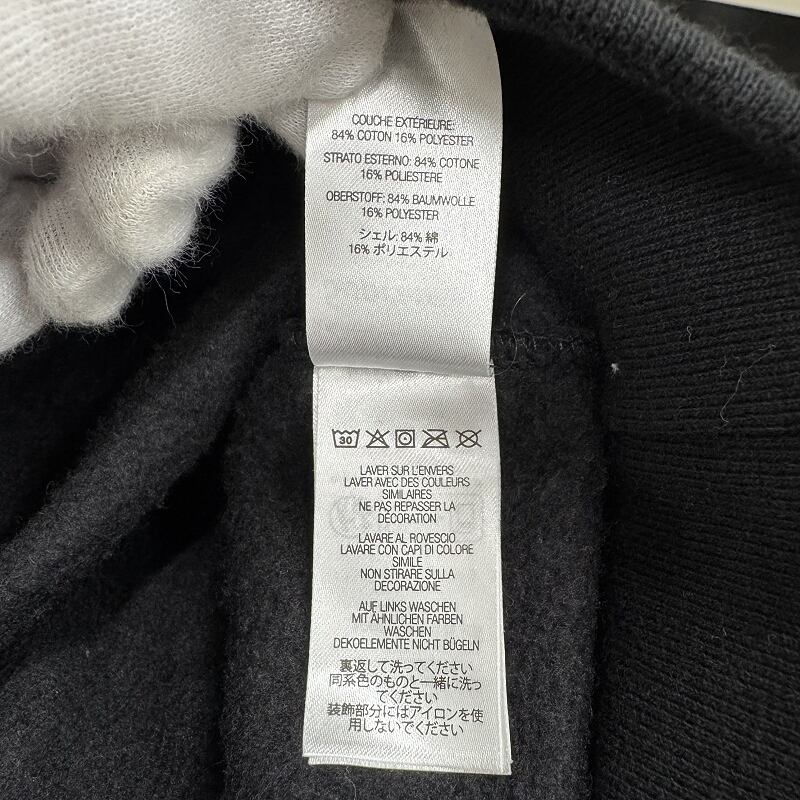 COUCHE EXTÉRIEURE:
84% COTON 16% POLYESTER
STRATO ESTERNO: 84% COTONE
16% POLIESTERE
OBERSTOFF: 84% BAUMWOLLE
16% POLYESTER
シェル: 84% 綿
16% ポリエステル
30
LAVER SUR L'ENVERS
LAVER AVEC DES COULEURS
SIMILAIRES
NE PAS REPASSER LA
DÉCORATION
LAVARE AL ROVESCIO
LAVARE CON CAPI DI COLORE
SIMILE
NON STIRARE SULLA
DECORAZIONE
AUF LINKS WASCHEN
MIT ÄHNLICHEN FARBEN
WASCHEN
DEKOELEMENTE NICHT BÜGELN
裏返して洗ってください
同系色のものと一緒に洗っ
てください
装飾部分にはアイロンを使
用しないでください